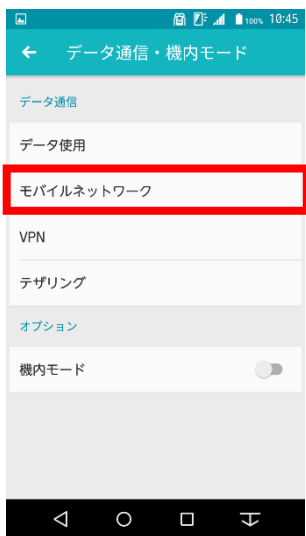 100% 10:45
データ通信・機内モード
データ通信
データ使用
モバイルネットワーク
VPN
テザリング
オプション
機内モード